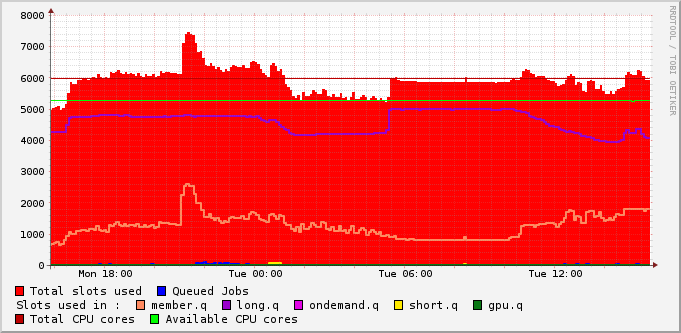 8000
7000
6000
5000
4000
3000
2000
1000
0
Mon 18:00 Tue 00:00 Tue 06:00 Tue 12:00
Total slots used Queued Jobs
Slots used in : member.q long.q ondemand.q short.q gpu.q
Total CPU cores Available CPU cores
RRDTOOL / TOBI OETIKER